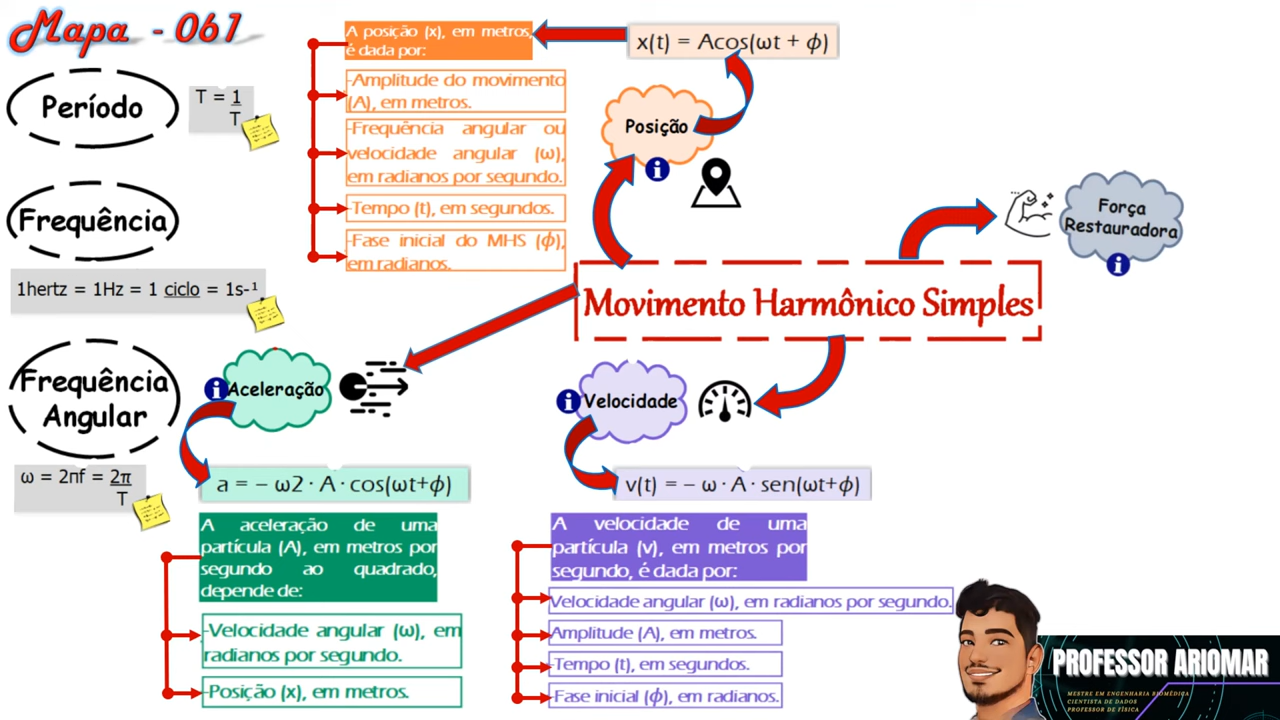 Mapa - 061
Período
T = 1
T
Frequência
1hertz = 1Hz = 1 ciclo = 1s-¹
Frequência
Angular
ω = 2πf = 2π
T
A posição (x), em metros,
é dada por:
-Amplitude do movimento
(A), em metros.
-Frequência angular ou
velocidade angular (ω),
em radianos por segundo.
-Tempo (t), em segundos.
-Fase inicial do MHS (ϕ),
em radianos.
x(t) = Acos(ωt + ϕ)
Posição
Força
Restauradora
Movimento Harmônico Simples
Aceleração
a = − ω2· A · cos(ωt+ϕ)
A aceleração de uma
partícula (A), em metros por
segundo ao quadrado,
depende de:
-Velocidade angular (ω), em
radianos por segundo.
-Posição (x), em metros.
Velocidade
v(t) = − ω · A · sen(ωt+ϕ)
A velocidade de uma
partícula (v), em metros por
segundo, é dada por:
Velocidade angular (ω), em radianos por segundo.
Amplitude (A), em metros.
-Tempo (t), em segundos.
-Fase inicial (ϕ), em radianos.
PROFESSOR ARIOMAR
MESTRE EM ENGENHARIA BIOMÉDICA
CIENTISTA DE DADOS
PROFESSOR DE FÍSICA